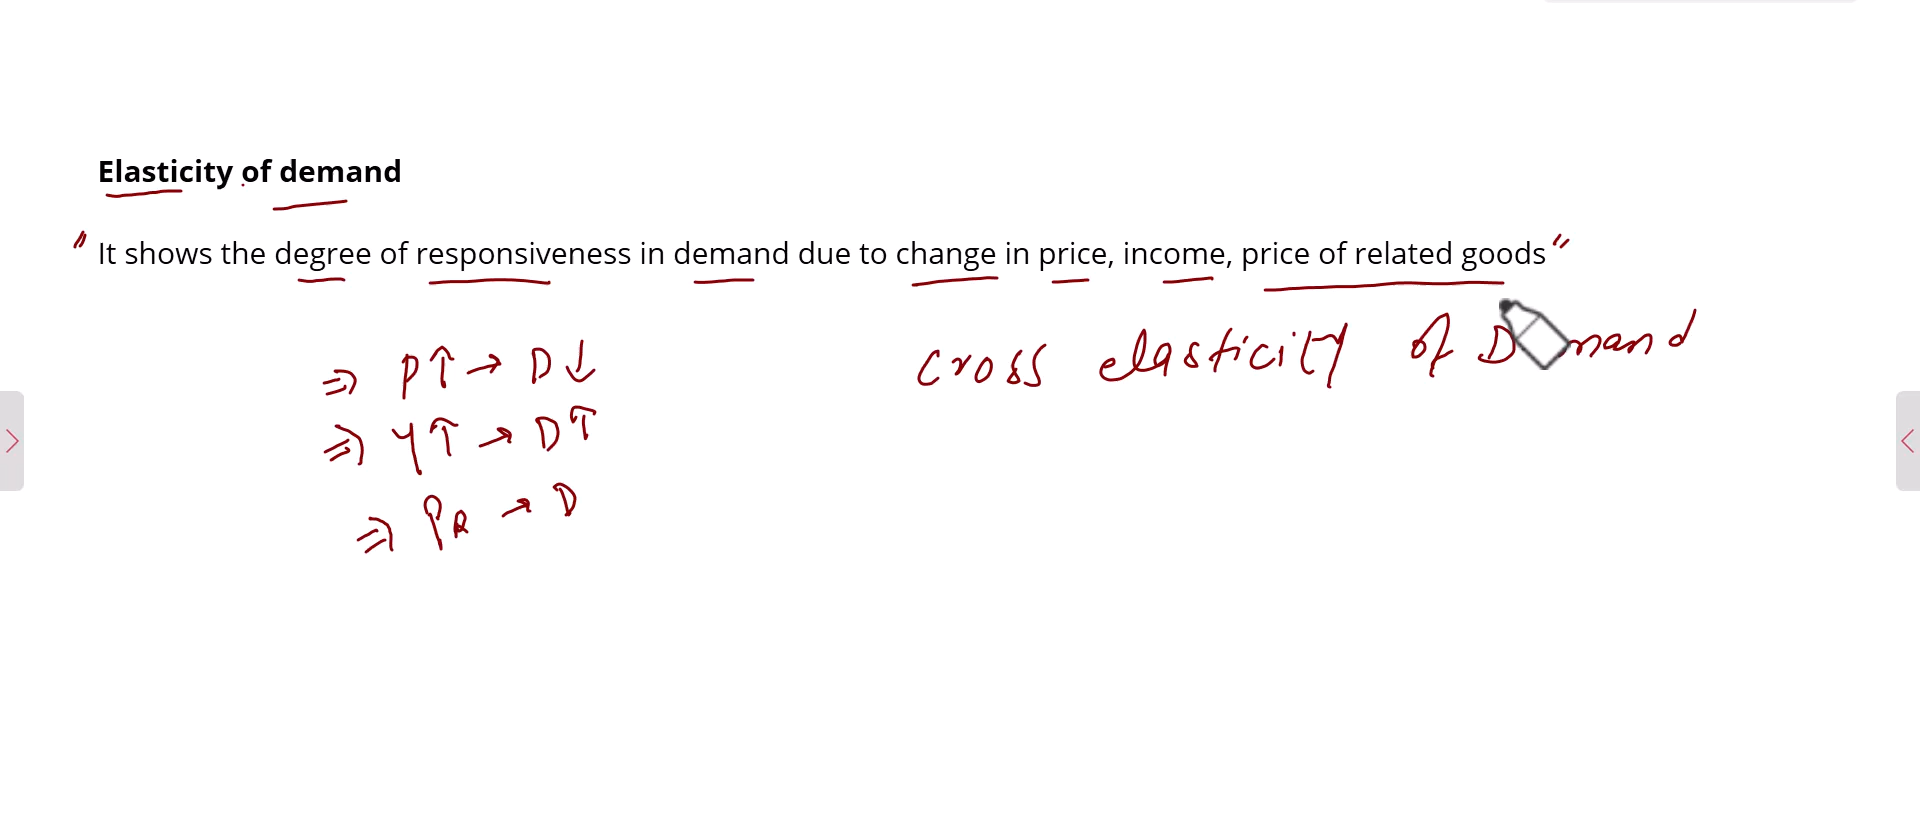 Elasticity of demand
"It shows the degree of responsiveness in demand due to change in price, income, price of related goods"
cross elasticity of D mand
⇒ P↑ → D↓
⇒ Y↑ → D↑
⇒ PR → D